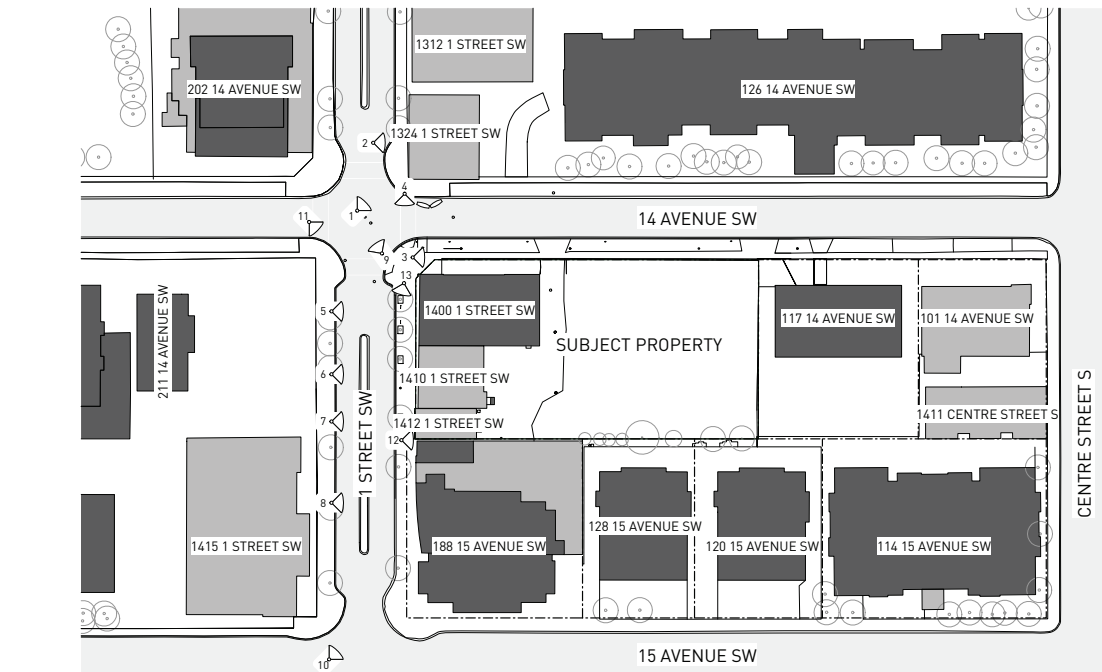 1312 1 STREET SW
202 14 AVENUE SW
126 14 AVENUE SW
1324 1 STREET SW
2
4
1
11
14 AVENUE SW
9
3
13
5
1400 1 STREET SW
117 14 AVENUE SW
101 14 AVENUE SW
211 14 AVENUE SW
SUBJECT PROPERTY
6
1410 1 STREET SW
7
1412 1 STREET SW
1411 CENTRE STREET S
12
1 STREET SW
CENTRE STREET S
8
128 15 AVENUE SW
1415 1 STREET SW
188 15 AVENUE SW
120 15 AVENUE SW
114 15 AVENUE SW
10
15 AVENUE SW